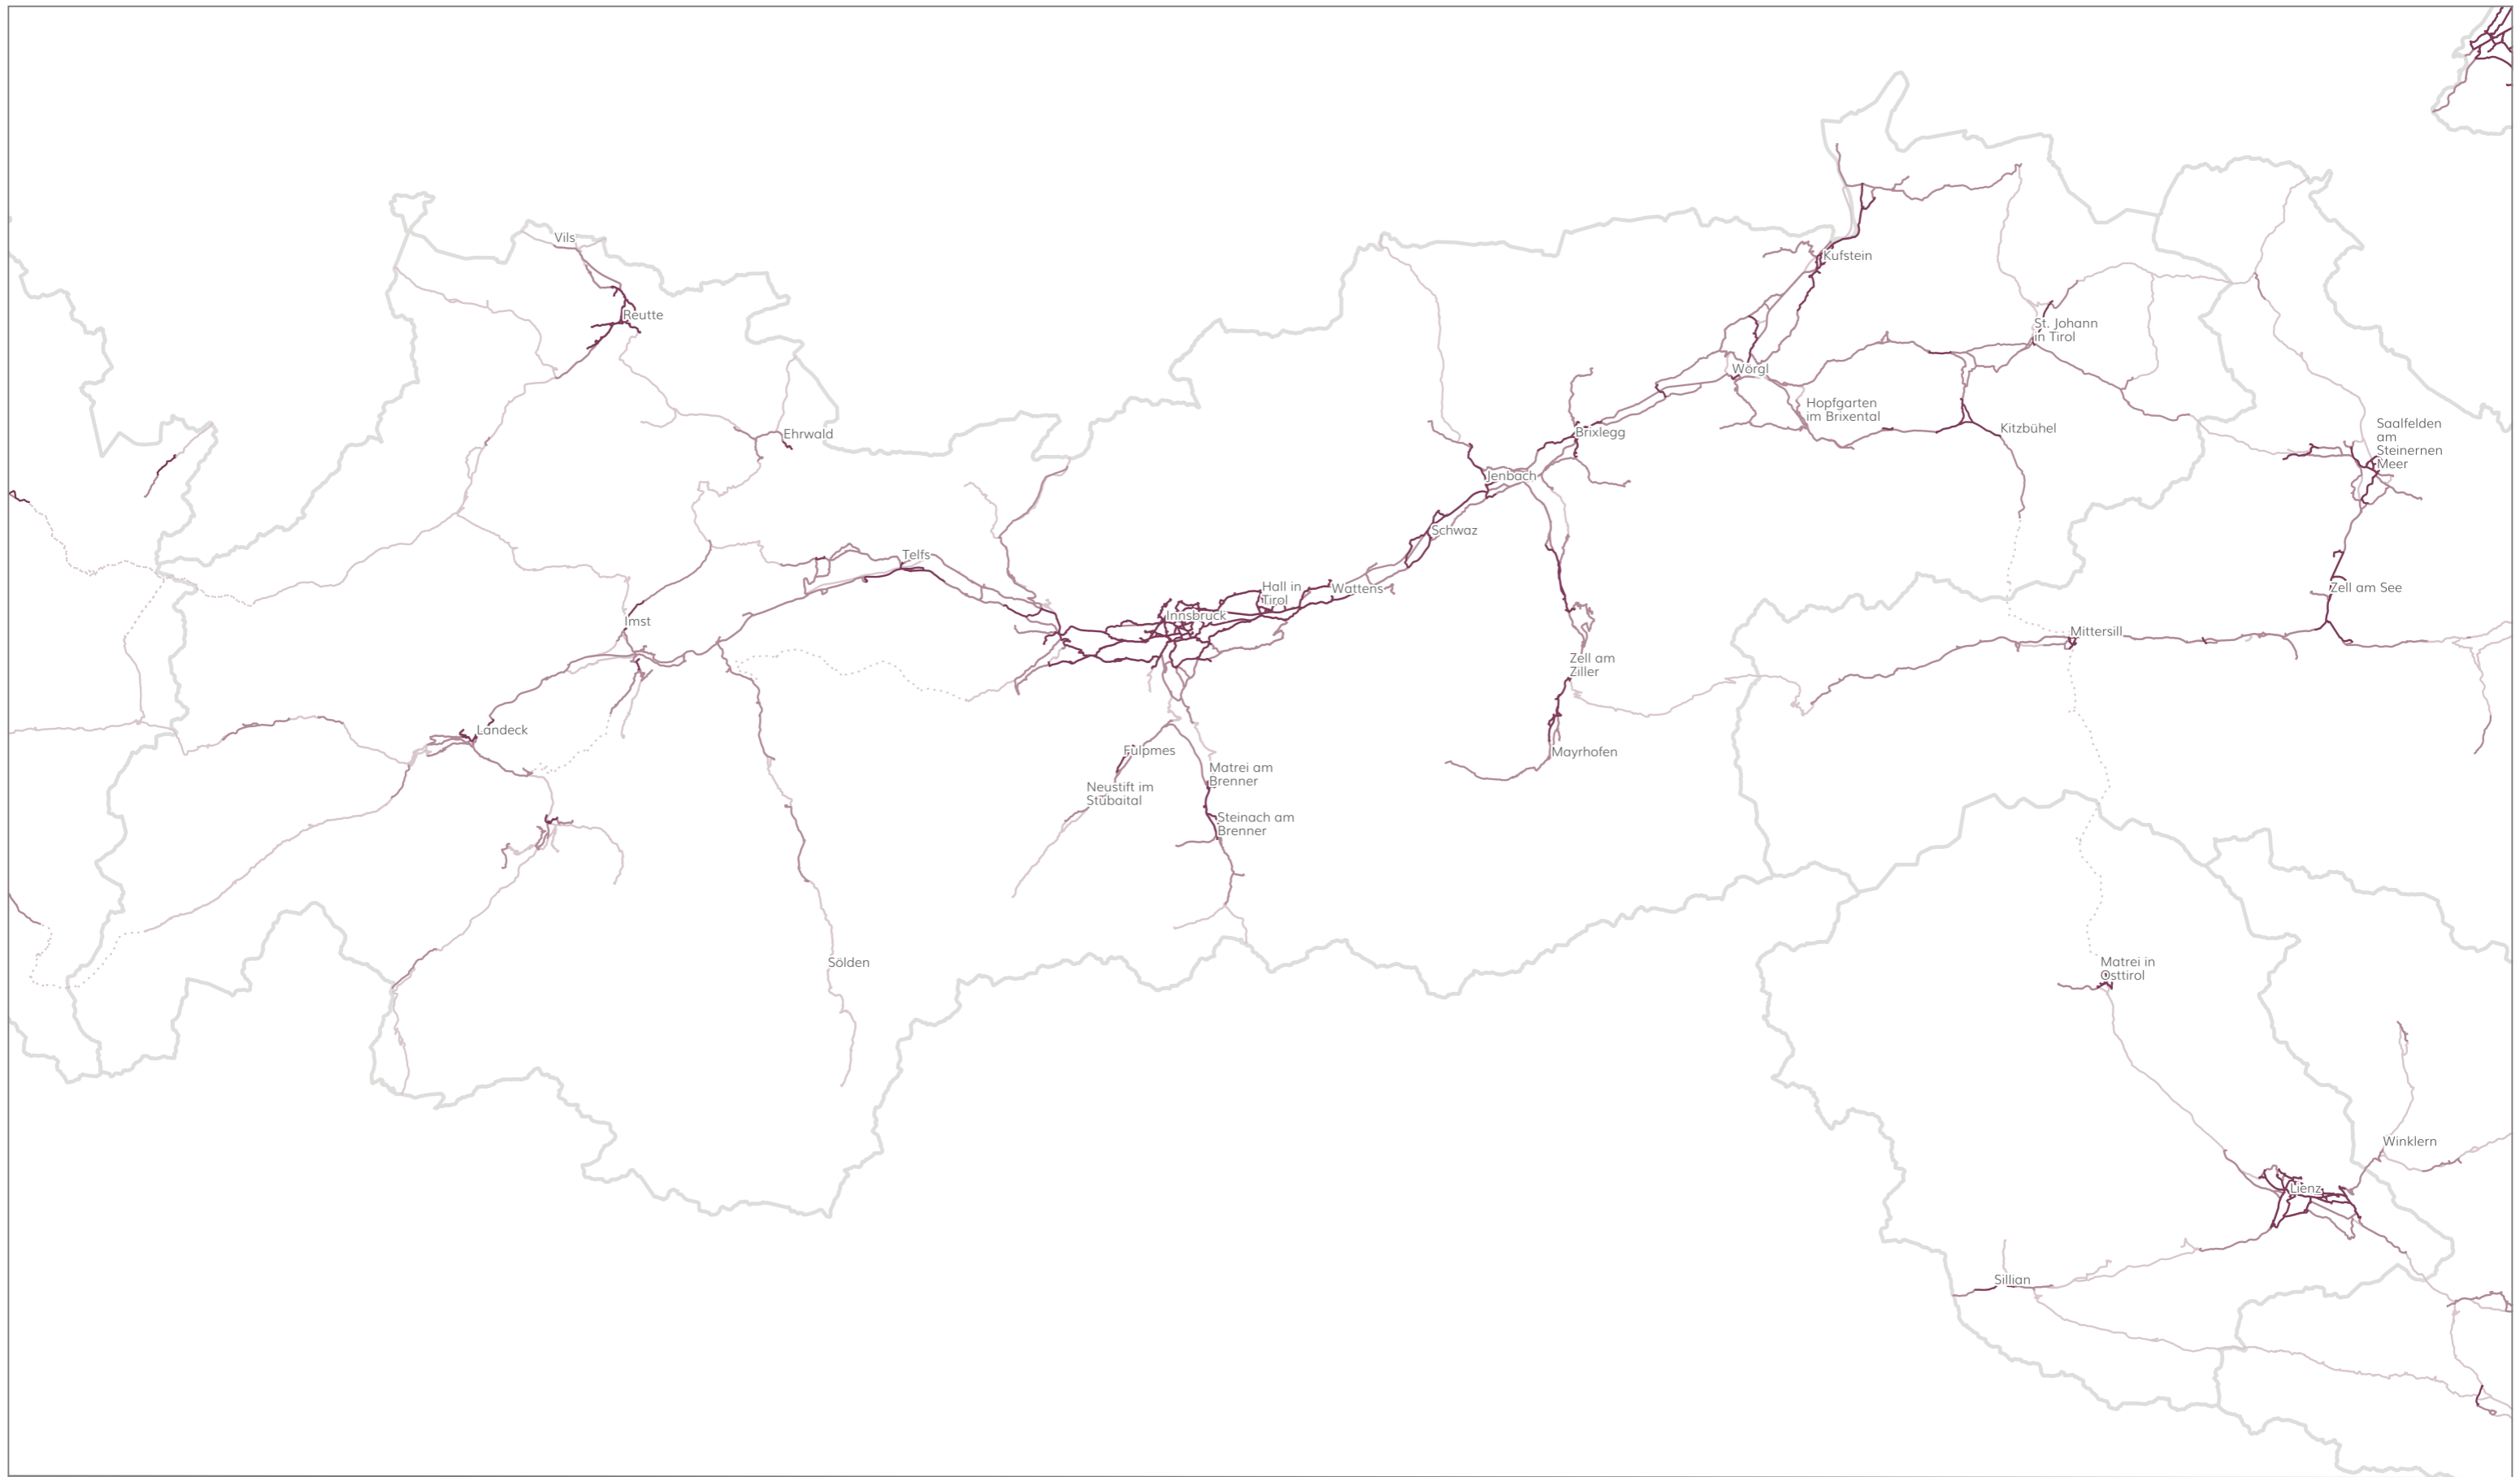 Vils
Kufstein
Reutte
St. Johann
in Tirol
Wörgl
Hopfgarten
im Brixental
Saalfelden
am
Steinernen
Meer
Kitzbühel
Brixlegg
Ehrwald
Jenbach
Schwaz
Telfs
Hall in
Tirol
Wattens
Zell am See
Innsbruck
Imst
Mittersill
Zell am
Ziller
Landeck
Fulpmes
Mayrhofen
Matrei am
Brenner
Neustift im
Stubaital
Steinach am
Brenner
Sölden
Matrei in
Osttirol
Winklern
Lienz
Sillian